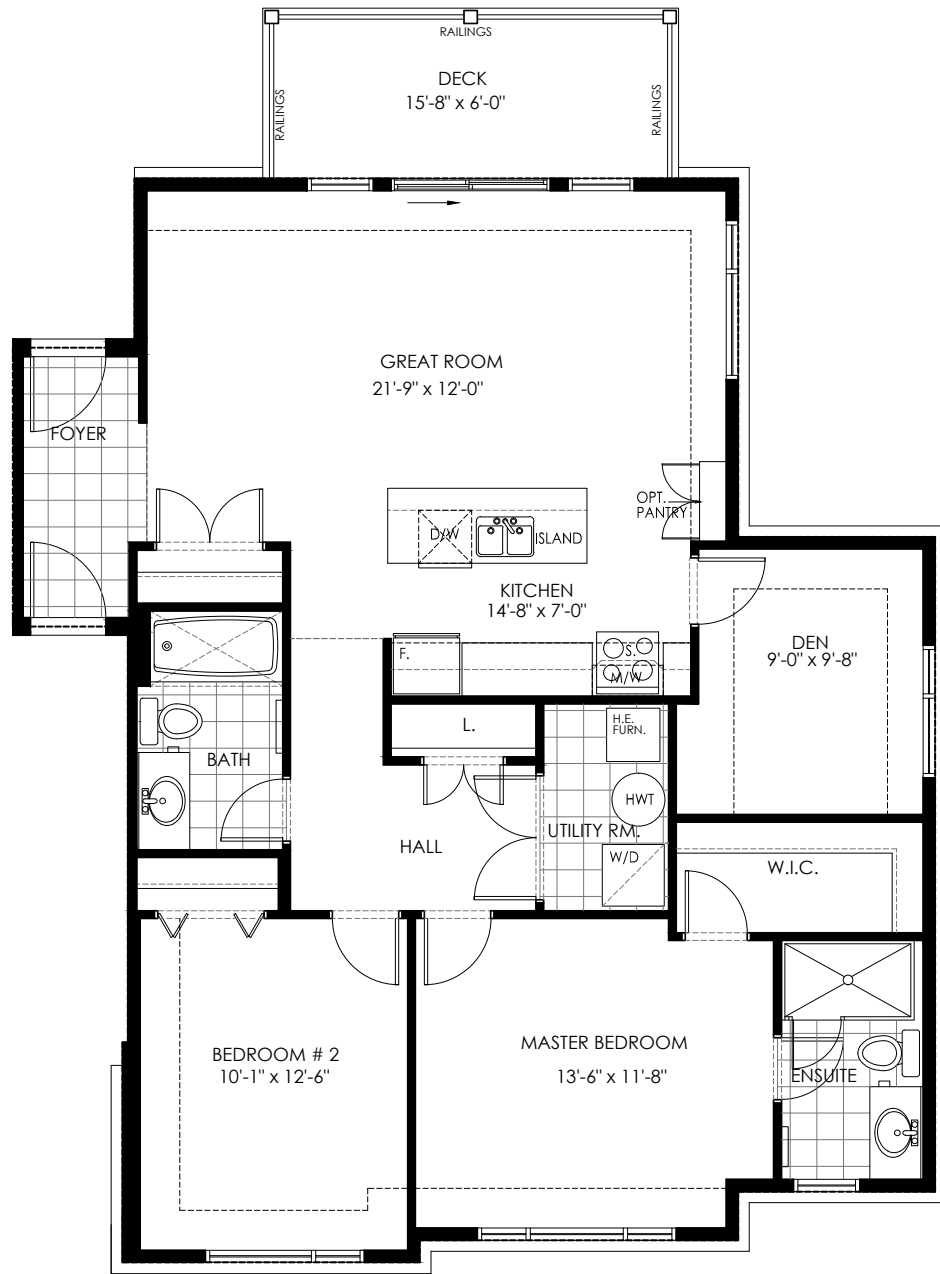 RAILINGS
DECK
15'-8" x 6'-0"
RAILINGS
RAILINGS
GREAT ROOM
21'-9" x 12'-0"
FOYER
OPT.
PANTRY
D/W
ISLAND
KITCHEN
14'-8" x 7'-0"
DEN
9'-0" x 9'-8"
F.
S.
M/W
L.
H.E.
FURN.
BATH
HWT
HALL
UTILITY RM.
W/D
W.I.C.
BEDROOM # 2
10'-1" x 12'-6"
MASTER BEDROOM
13'-6" x 11'-8"
ENSUITE